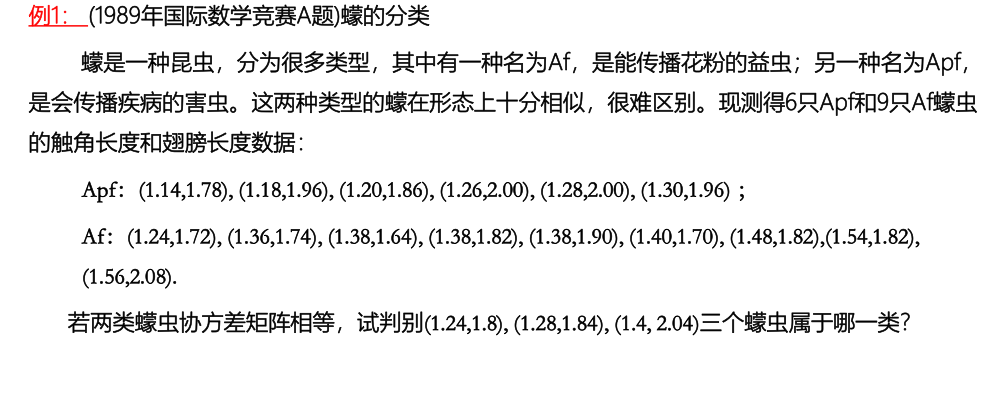 例1： (1989年国际数学竞赛A题)蠓的分类
蠓是一种昆虫，分为很多类型，其中有一种名为Af，是能传播花粉的益虫；另一种名为Apf，
是会传播疾病的害虫。这两种类型的蠓在形态上十分相似，很难区别。现测得6只Apf和9只Af蠓虫
的触角长度和翅膀长度数据：
Apf：(1.14,1.78), (1.18,1.96), (1.20,1.86), (1.26,2.00), (1.28,2.00), (1.30,1.96)；
Af：(1.24,1.72), (1.36,1.74), (1.38,1.64), (1.38,1.82), (1.38,1.90), (1.40,1.70), (1.48,1.82),(1.54,1.82),
(1.56,2.08).
若两类蠓虫协方差矩阵相等，试判别(1.24,1.8), (1.28,1.84), (1.4, 2.04)三个蠓虫属于哪一类？